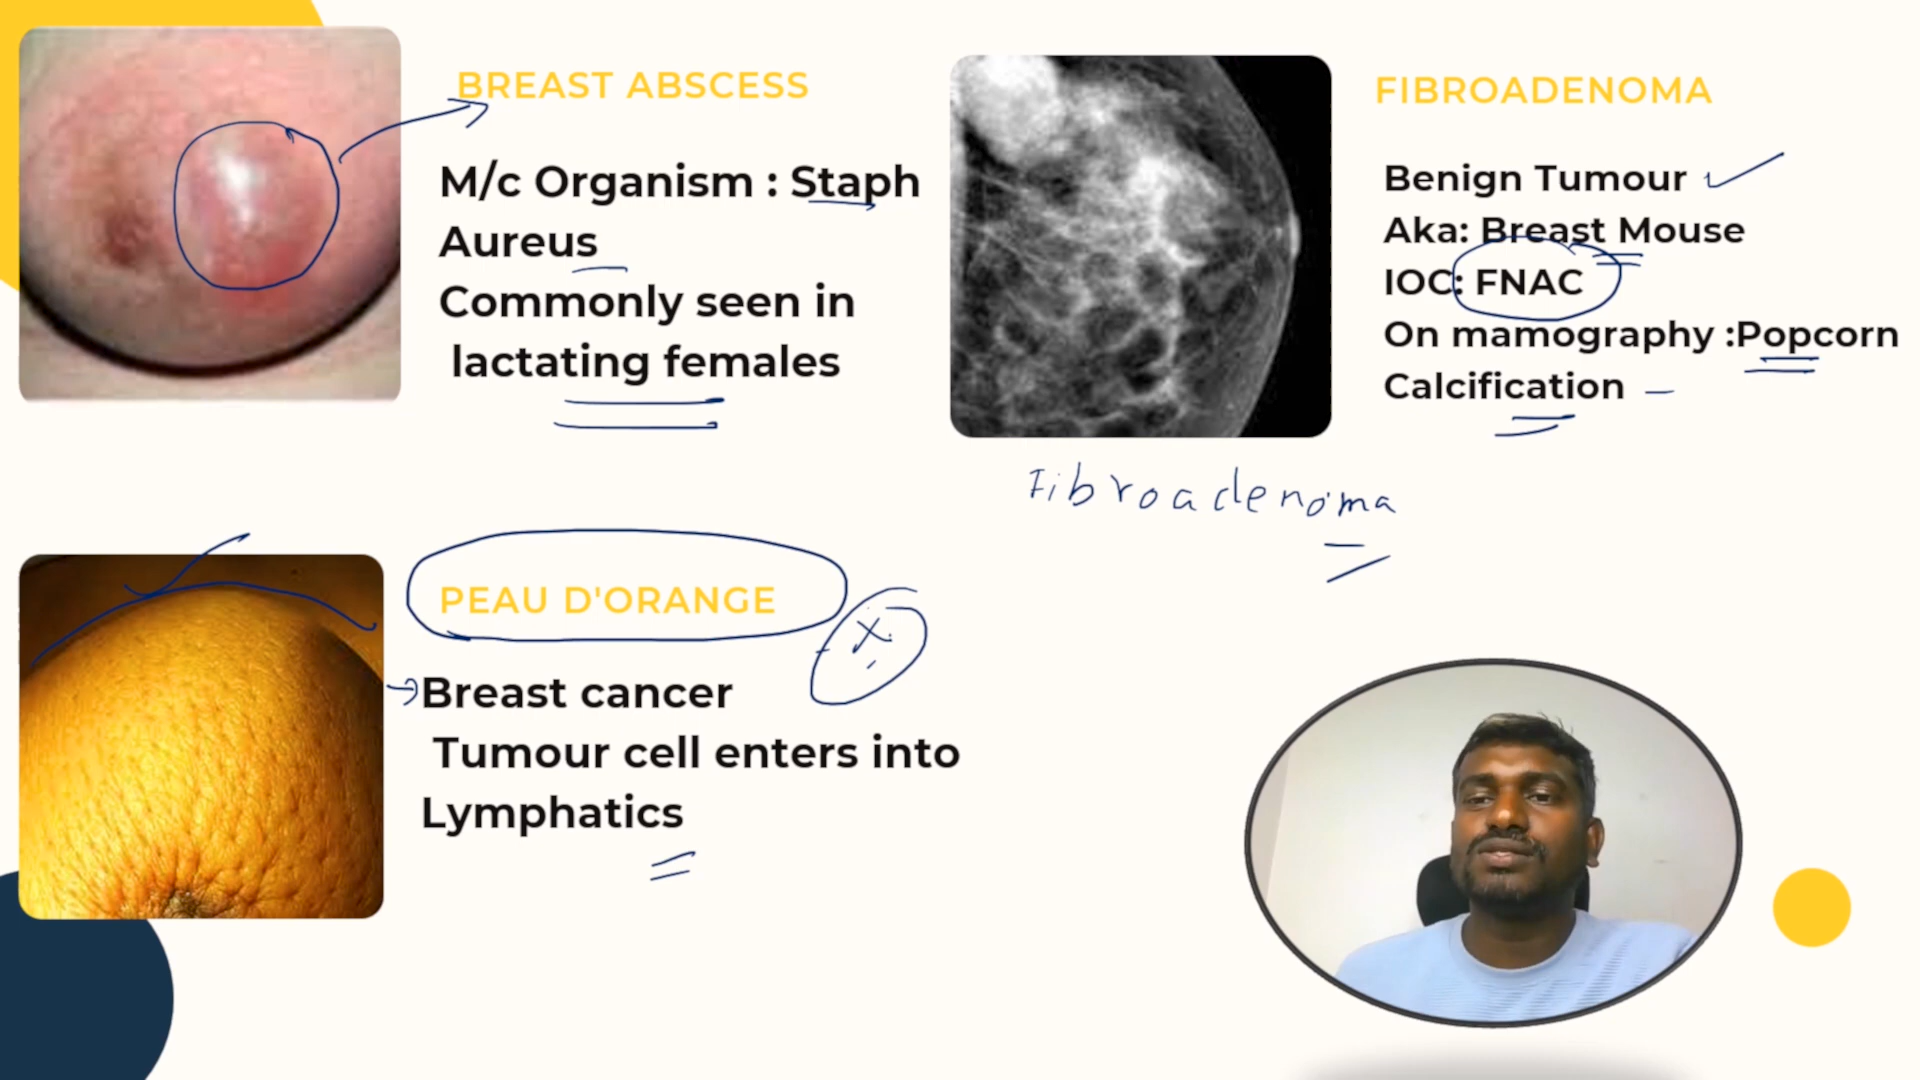 BREAST ABSCESS
M/c Organism : Staph
Aureus
Commonly seen in
lactating females
FIBROADENOMA
Benign Tumour
Aka: Breast Mouse
IOC: FNAC
On mamography :Popcorn
Calcification
Fibroadenoma
PEAU D'ORANGE
Breast cancer
Tumour cell enters into
Lymphatics